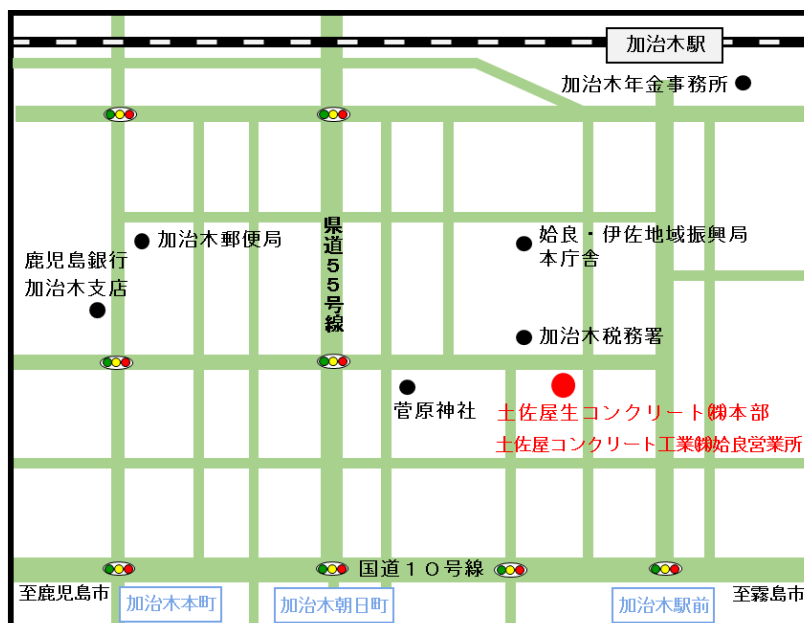 加治木駅
加治木年金事務所
加治木郵便局
鹿児島銀行
加治木支店
県道55号線
姶良・伊佐地域振興局
本庁舎
加治木税務署
菅原神社
土佐屋生コンクリート㈱本部
土佐屋コンクリート工業㈱姶良営業所
国道10号線
至鹿児島市
加治木本町
加治木朝日町
加治木駅前
至霧島市